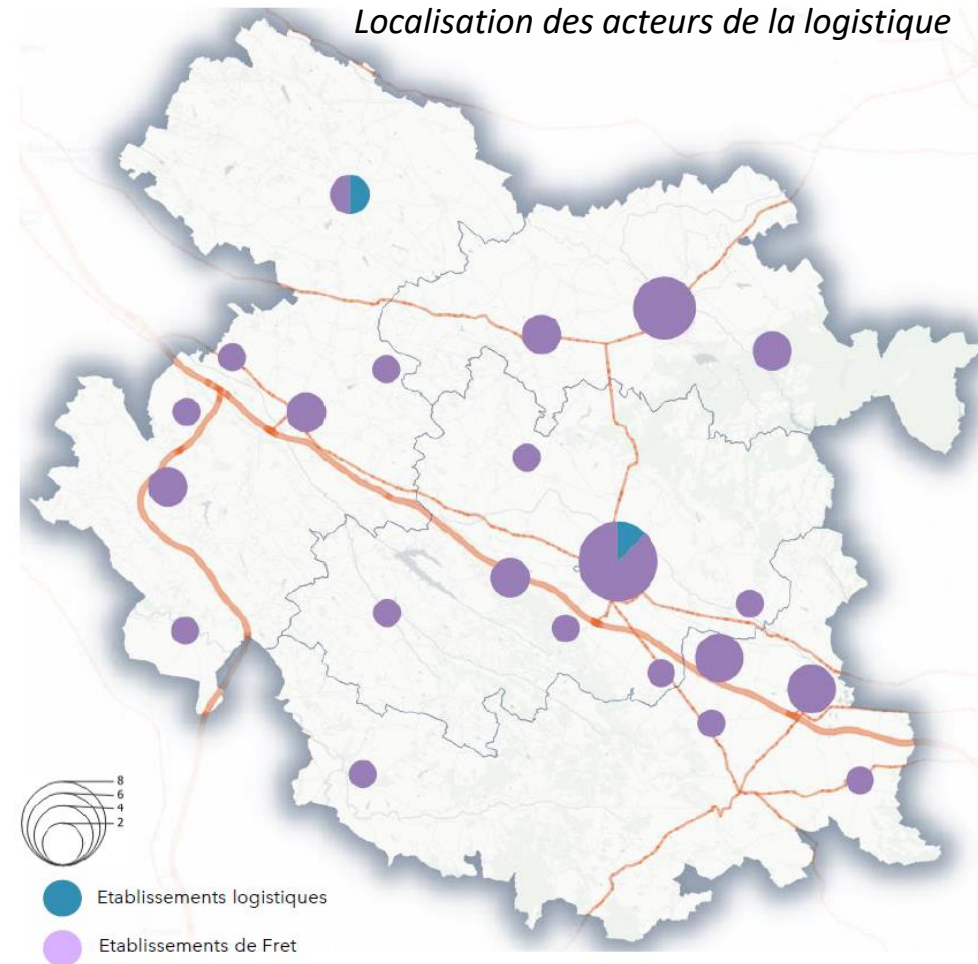 Localisation des acteurs de la logistique
8
6
4
2
Etablissements logistiques
Etablissements de Fret